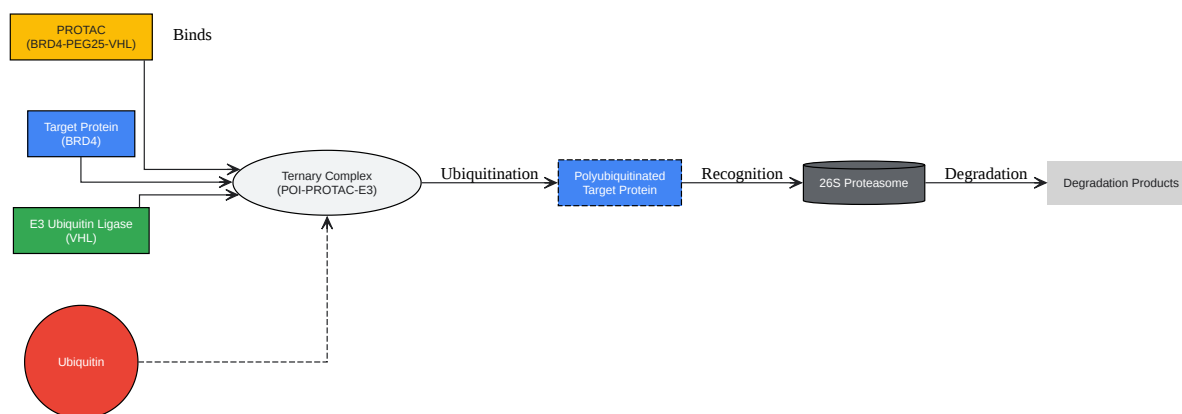 PROTAC
(BRD4-PEG25-VHL)
Binds
Target Protein
(BRD4)
E3 Ubiquitin Ligase
(VHL)
Ubiquitin
Ternary Complex
(POI-PROTAC-E3)
Ubiquitination
Polyubiquitinated
Target Protein
Recognition
26S Proteasome
Degradation
Degradation Products